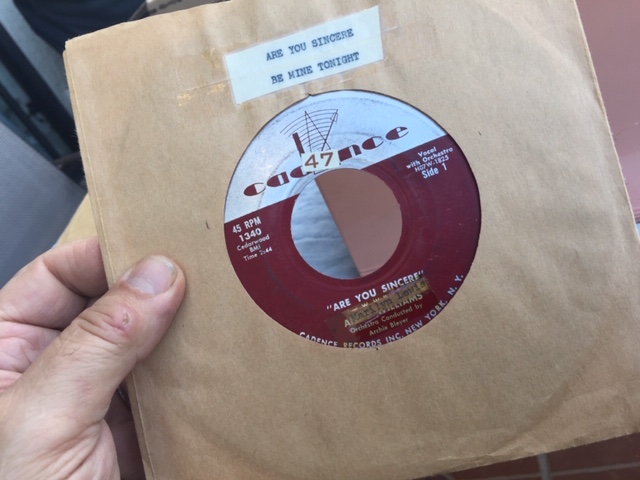 ARE YOU SINCERE
BE MINE TONIGHT
cadence
47
Vocal
with Orchestra
Side 1
45 RPM
1340
Cedarwood
BMI
Time 2:44
"ARE YOU SINCERE"
WILLIAMS
Orchestra Conducted by
Archie Bleyer
CADENCE RECORDS INC. NEW YORK, N. Y.